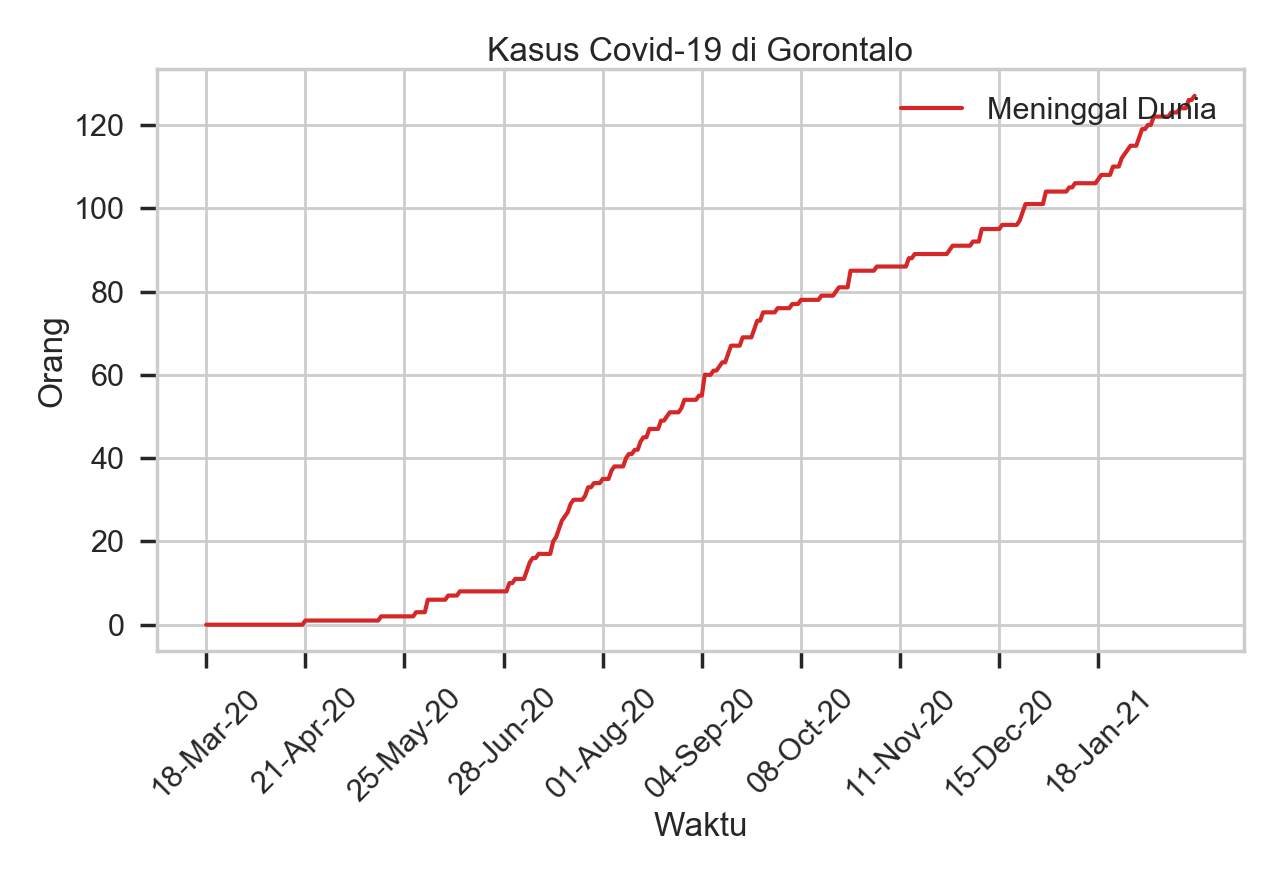 Kasus Covid-19 di Gorontalo
Meninggal Dunia
Orang
120
100
80
60
40
20
0
18-Mar-20
21-Apr-20
25-May-20
28-Jun-20
01-Aug-20
04-Sep-20
08-Oct-20
11-Nov-20
15-Dec-20
18-Jan-21
Waktu